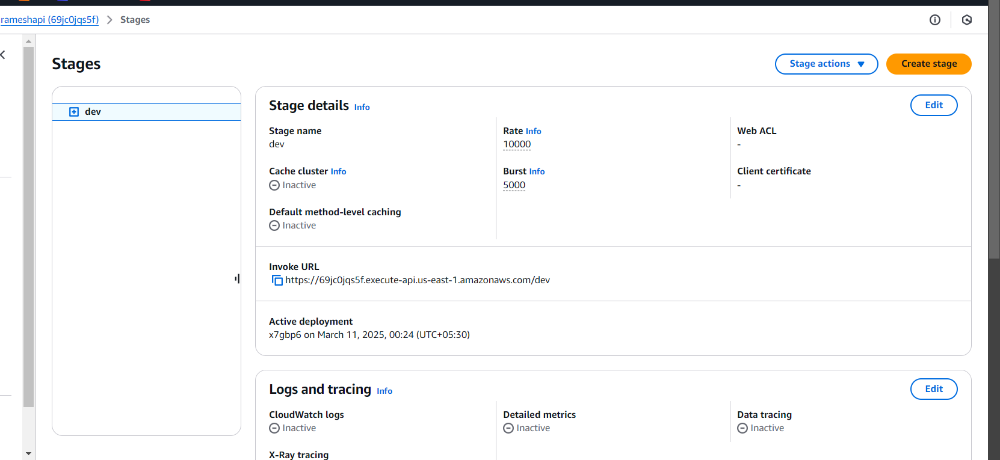 rameshapi (69jc0jqs5f) > Stages
Stages
Stage actions
Create stage
dev
Stage details Info
Edit
Stage name
dev
Rate Info
10000
Web ACL
-
Cache cluster Info
Inactive
Burst Info
5000
Client certificate
-
Default method-level caching
Inactive
Invoke URL
https://69jc0jqs5f.execute-api.us-east-1.amazonaws.com/dev
Active deployment
x7gbp6 on March 11, 2025, 00:24 (UTC+05:30)
Logs and tracing Info
Edit
CloudWatch logs
Inactive
Detailed metrics
Inactive
Data tracing
Inactive
X-Ray tracing